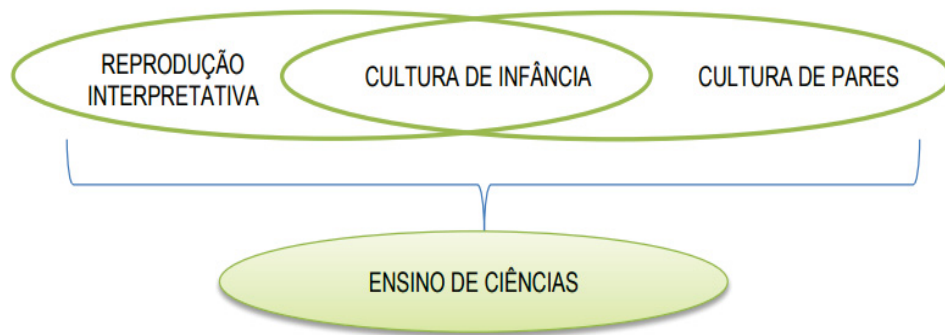 REPRODUÇÃO
INTERPRETATIVA
CULTURA DE INFÂNCIA
CULTURA DE PARES
ENSINO DE CIÊNCIAS